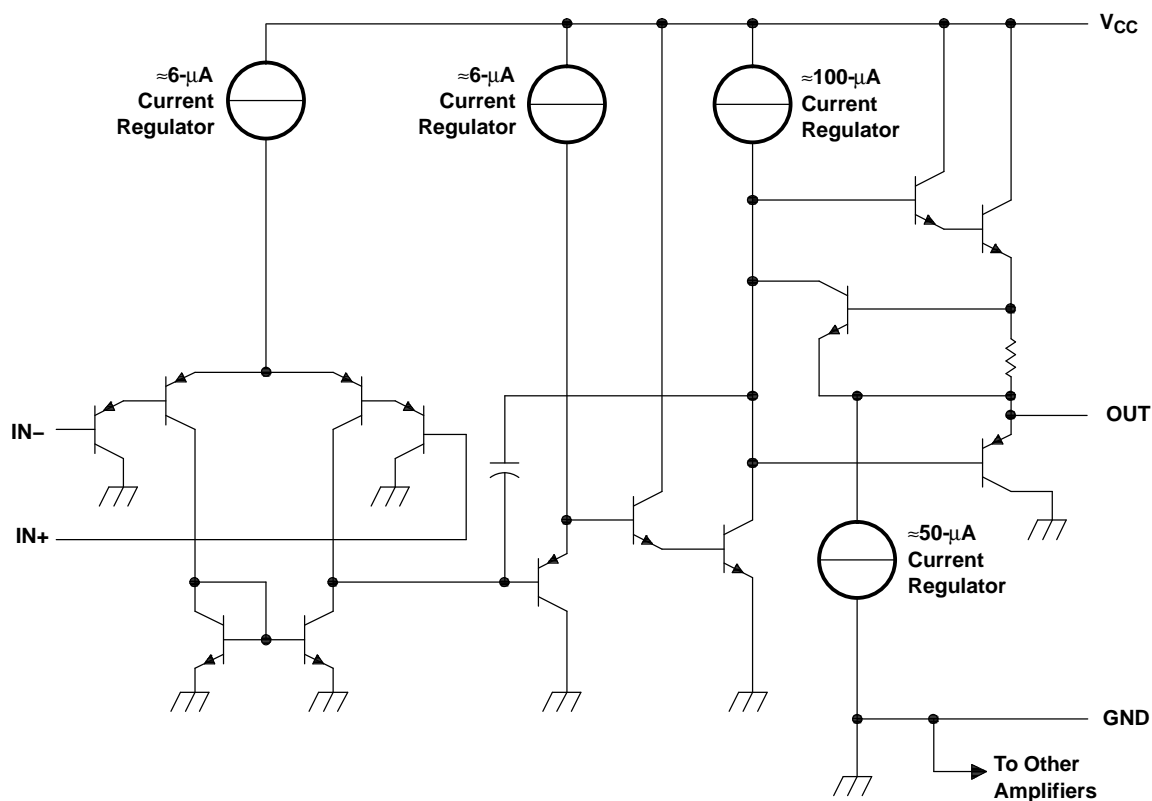 VCC
≈6-µA
Current
Regulator
≈6-µA
Current
Regulator
≈100-µA
Current
Regulator
IN−
OUT
IN+
≈50-µA
Current
Regulator
GND
To Other
Amplifiers